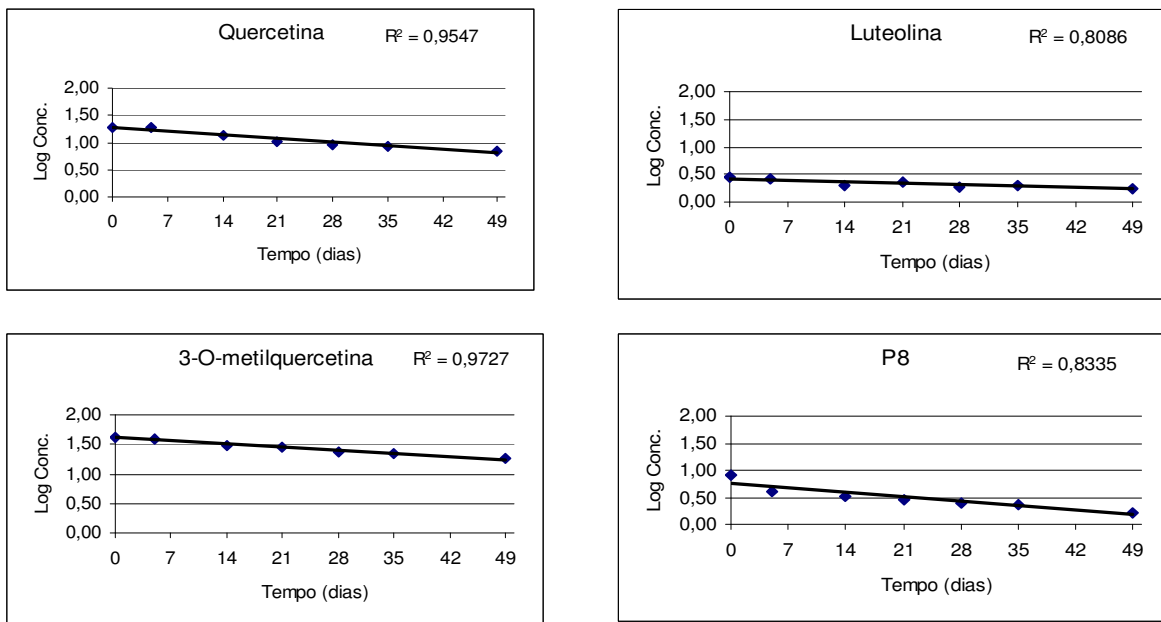 Quercetina R² = 0,9547
2,00
1,50
1,00
0,50
0,00
Log Conc.
0 7 14 21 28 35 42 49
Tempo (dias)
Luteolina R² = 0,8086
2,00
1,50
1,00
0,50
0,00
Log Conc.
0 7 14 21 28 35 42 49
Tempo (dias)
3-O-metilquercetina R² = 0,9727
2,00
1,50
1,00
0,50
0,00
Log Conc.
0 7 14 21 28 35 42 49
Tempo (dias)
P8 R² = 0,8335
2,00
1,50
1,00
0,50
0,00
Log Conc.
0 7 14 21 28 35 42 49
Tempo (dias)